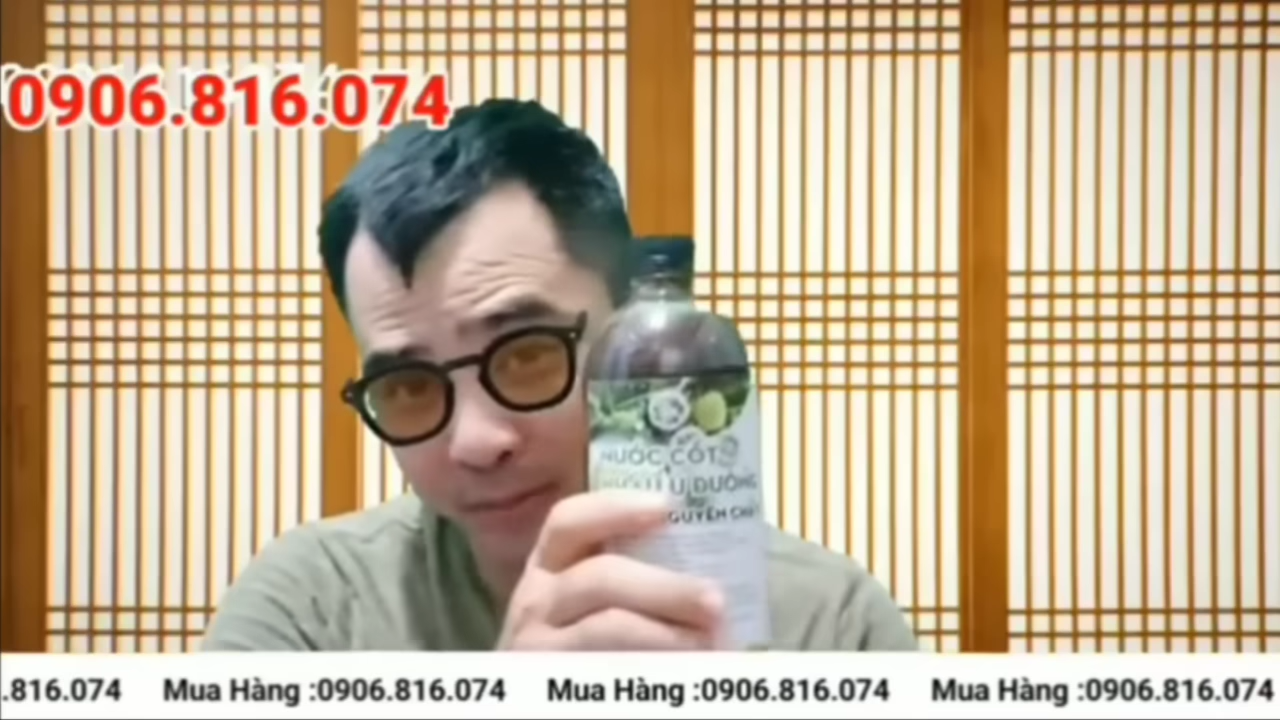 0906.816.074
NƯỚC CỐT
.816.074 Mua Hàng :0906.816.074 Mua Hàng :0906.816.074 Mua Hàng :0906.816.074